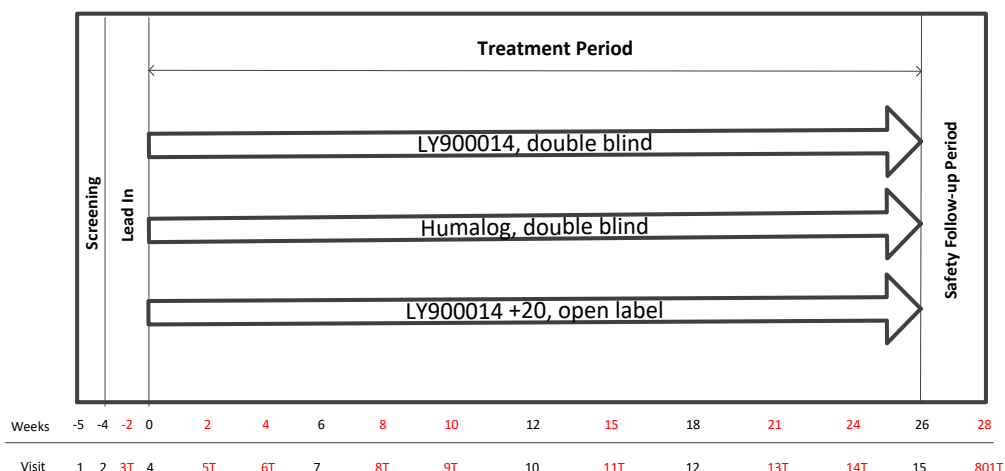 Treatment Period
LY900014, double blind
Screening
Lead In
Humalog, double blind
Safety Follow-up Period
LY900014 +20, open label
Weeks -5 -4 -2 0 2 4 6 8 10 12 15 18 21 24 26 28
Visit 1 2 3T 4 5T 6T 7 8T 9T 10 11T 12 13T 14T 15 801T